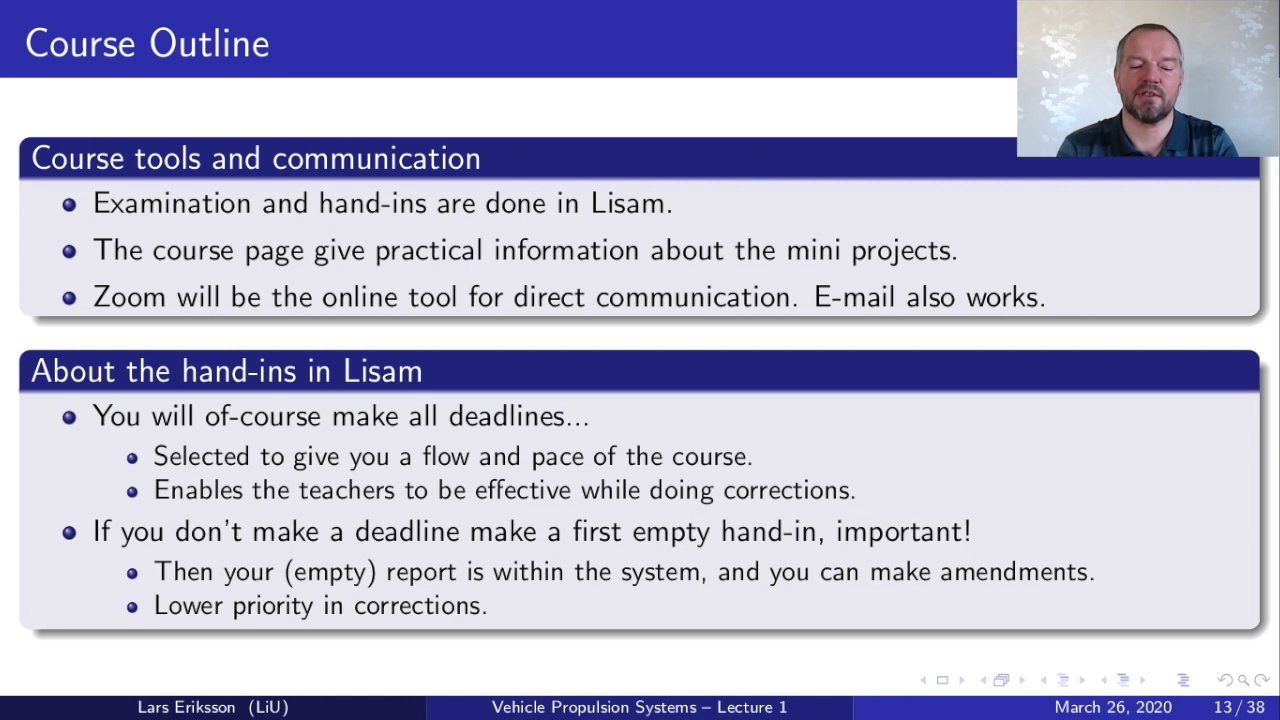 Course Outline
Course tools and communication
Examination and hand-ins are done in Lisam.
The course page give practical information about the mini projects.
Zoom will be the online tool for direct communication. E-mail also works.
About the hand-ins in Lisam
You will of-course make all deadlines...
Selected to give you a flow and pace of the course.
Enables the teachers to be effective while doing corrections.
If you don't make a deadline make a first empty hand-in, important!
Then your (empty) report is within the system, and you can make amendments.
Lower priority in corrections.
Lars Eriksson (LiU) Vehicle Propulsion Systems – Lecture 1 March 26, 2020 13 / 38